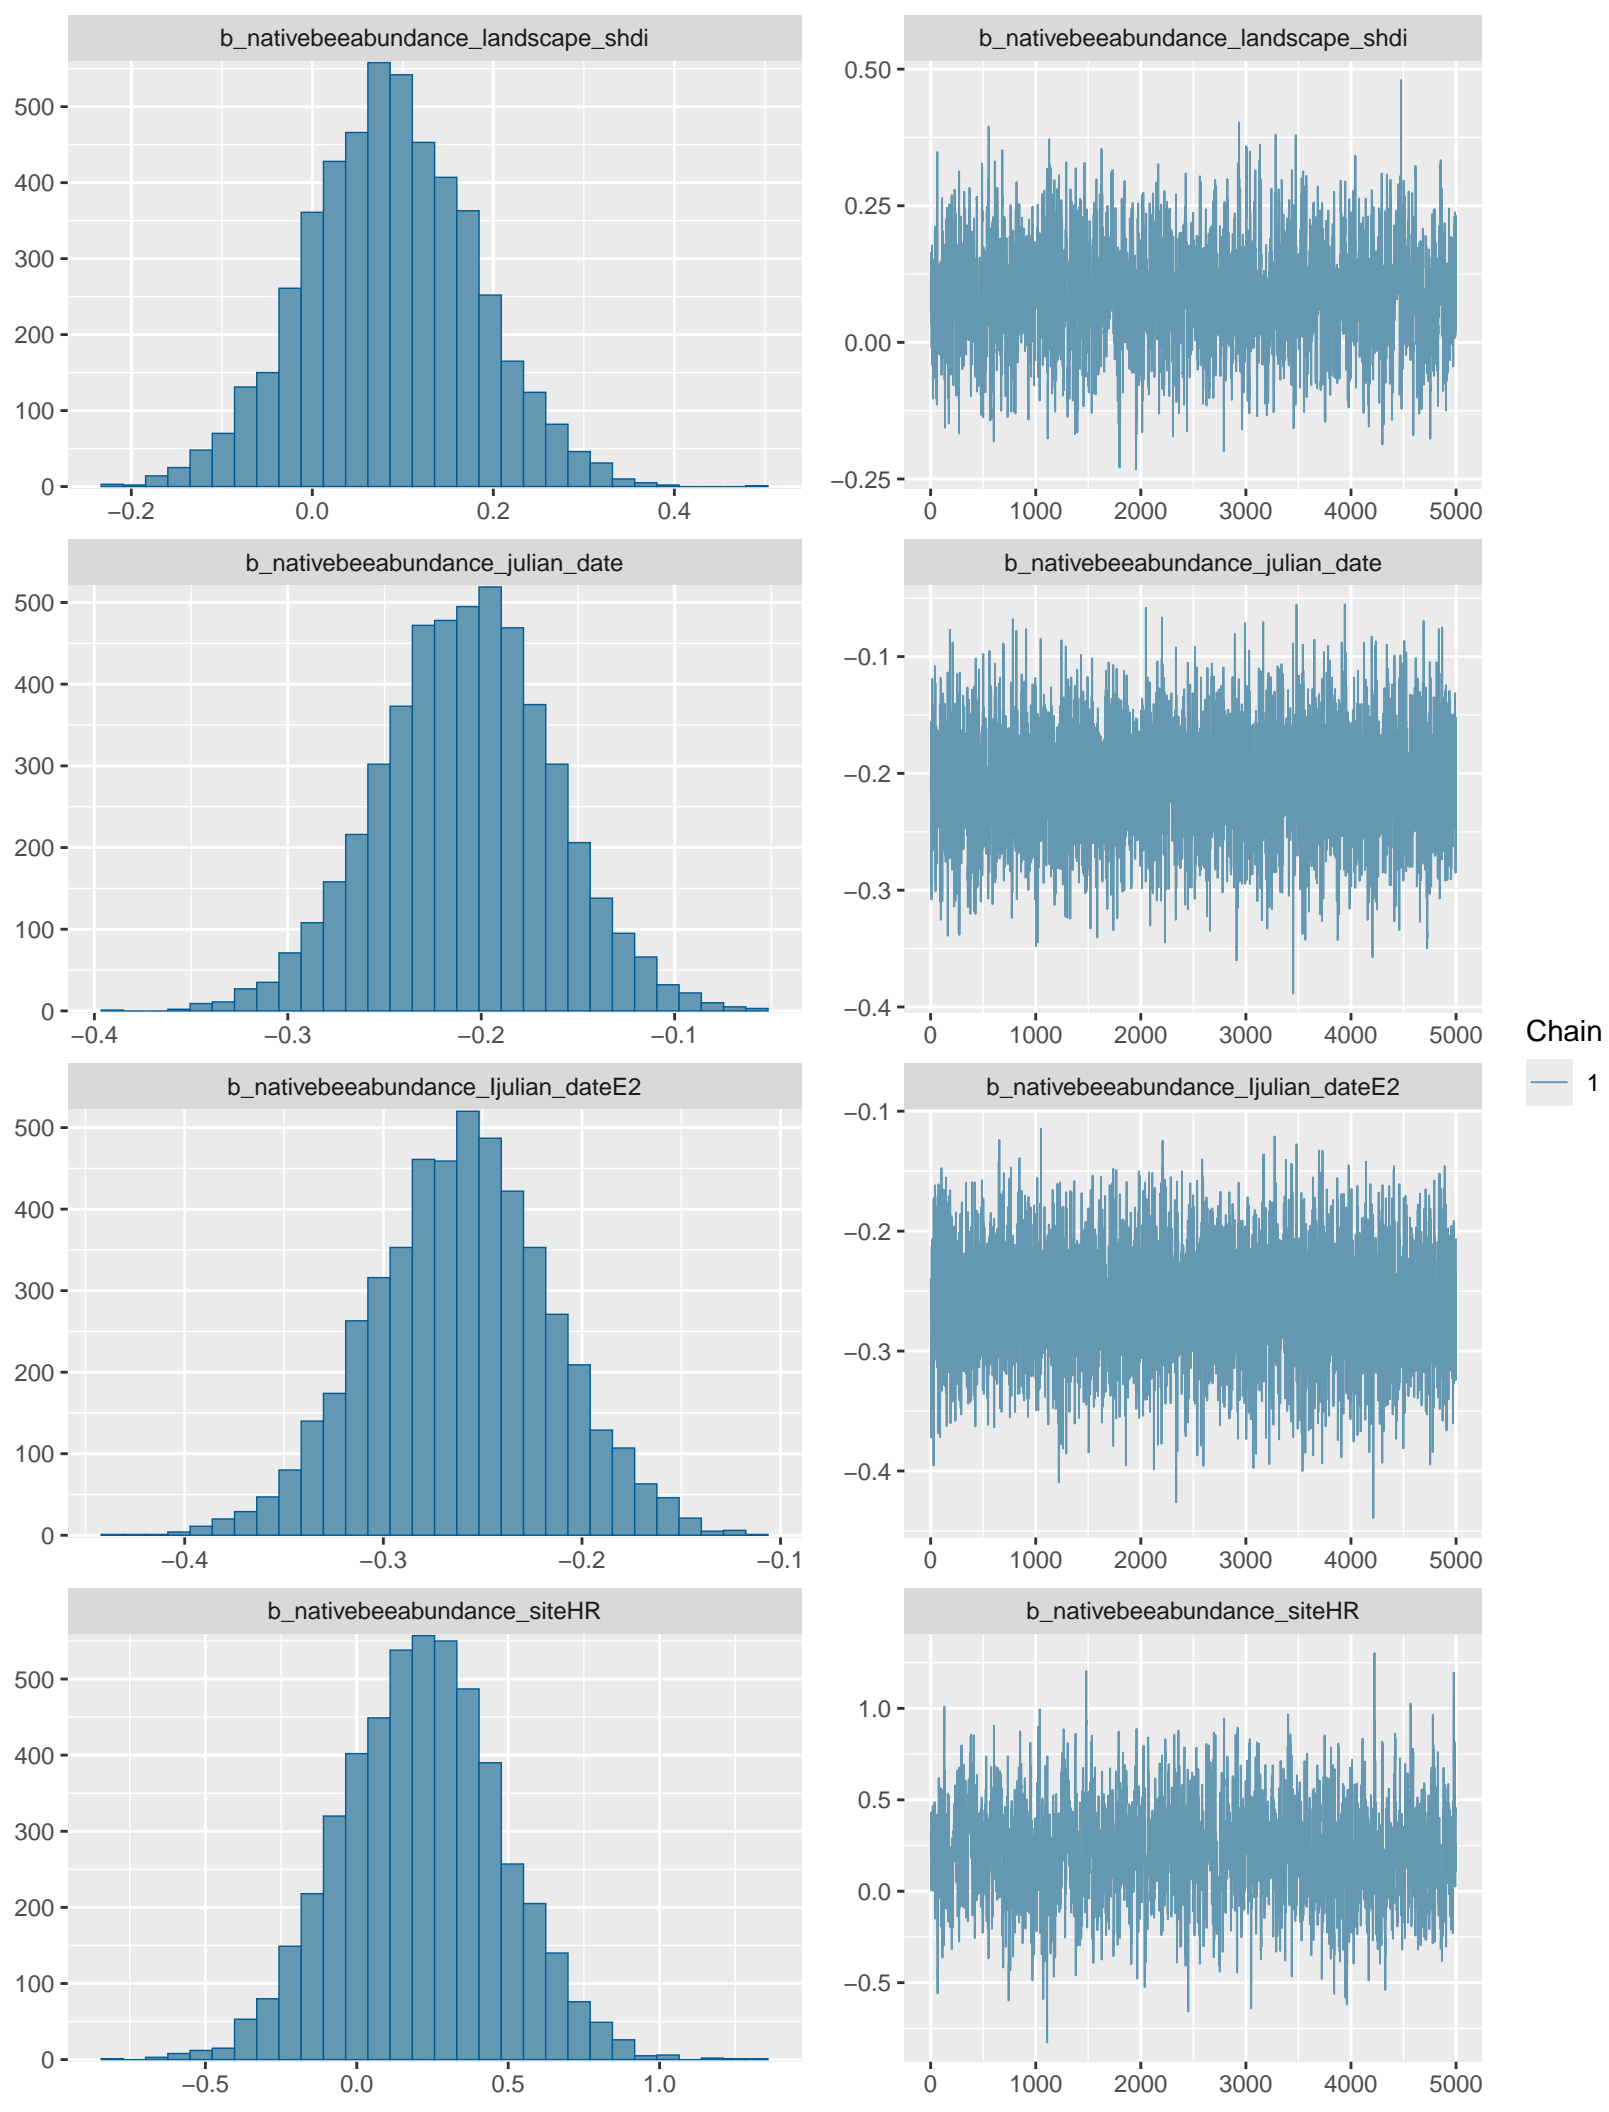 b_nativebeeabundance_landscape_shdi
500
400
300
200
100
0
−0.2 0.0 0.2 0.4
b_nativebeeabundance_landscape_shdi
0.50
0.25
0.00
−0.25
0 1000 2000 3000 4000 5000
b_nativebeeabundance_julian_date
500
400
300
200
100
0
−0.4 −0.3 −0.2 −0.1
b_nativebeeabundance_julian_date
−0.1
−0.2
−0.3
−0.4
0 1000 2000 3000 4000 5000
b_nativebeeabundance_Ijulian_dateE2
500
400
300
200
100
0
−0.4 −0.3 −0.2 −0.1
b_nativebeeabundance_Ijulian_dateE2
−0.1
−0.2
−0.3
−0.4
0 1000 2000 3000 4000 5000
b_nativebeeabundance_siteHR
500
400
300
200
100
0
−0.5 0.0 0.5 1.0
b_nativebeeabundance_siteHR
1.0
0.5
0.0
−0.5
0 1000 2000 3000 4000 5000
Chain
1